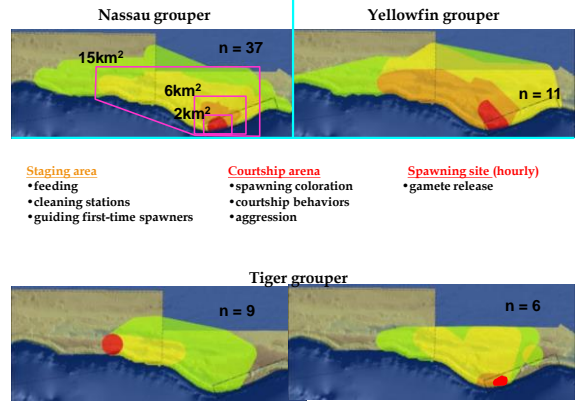 Nassau grouper
Yellowfin grouper
n = 37
15km²
6km²
2km²
n = 11
Staging area
•feeding
•cleaning stations
•guiding first-time spawners
Courtship arena
•spawning coloration
•courtship behaviors
•aggression
Spawning site (hourly)
•gamete release
Tiger grouper
n = 9
n = 6